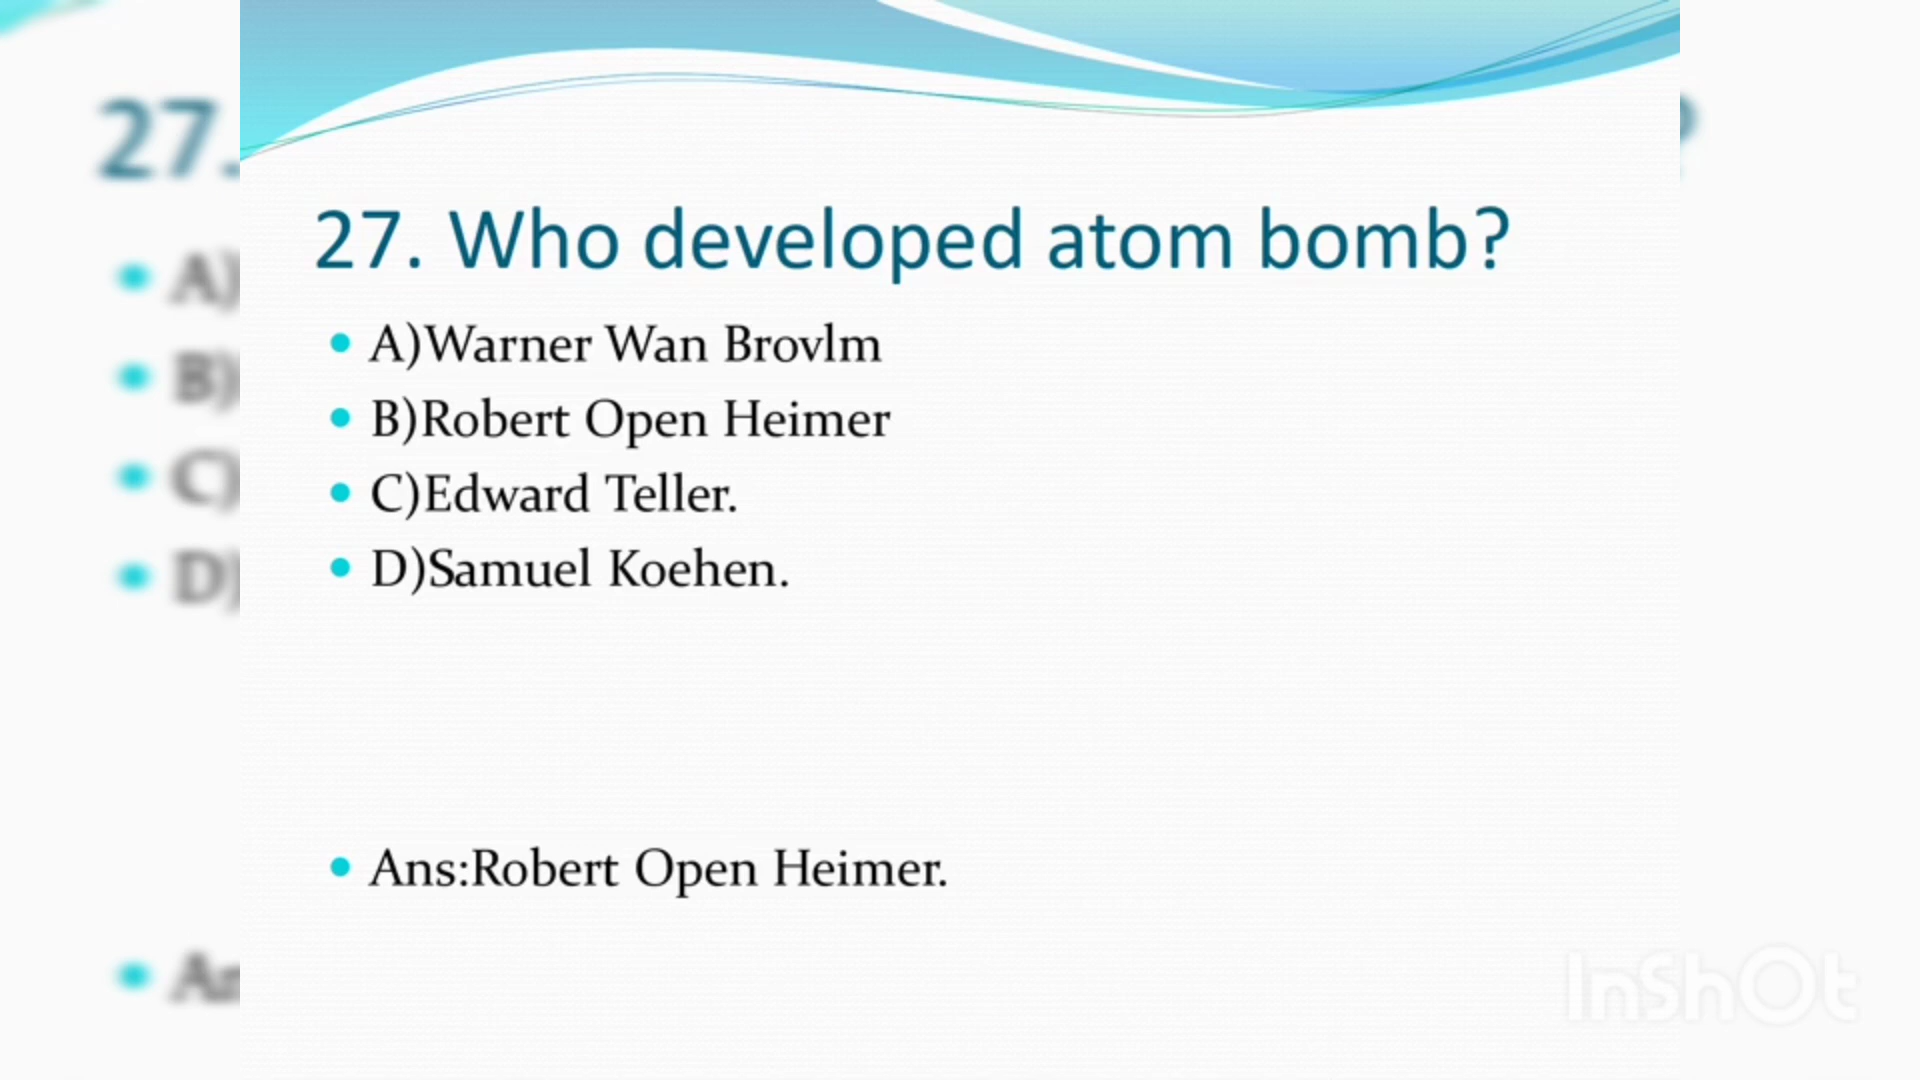 27. Who developed atom bomb?
A)Warner Wan Brovlm
B)Robert Open Heimer
C)Edward Teller.
D)Samuel Koehen.
Ans:Robert Open Heimer.
InShOt